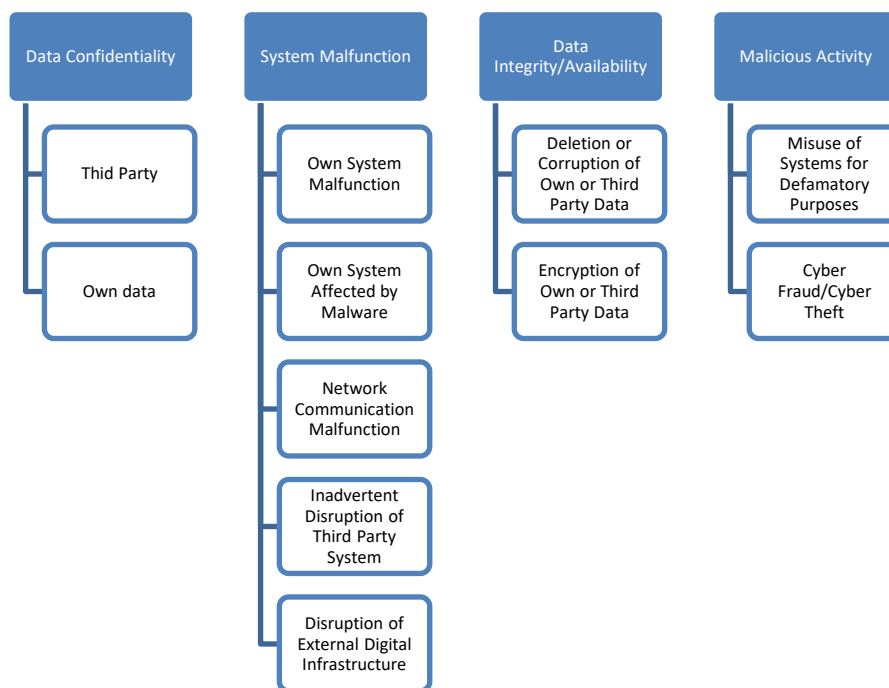 Data Confidentiality
Thid Party
Own data
System Malfunction
Own System
Malfunction
Own System
Affected by
Malware
Network
Communication
Malfunction
Inadvertent
Disruption of
Third Party
System
Disruption of
External Digital
Infrastructure
Data
Integrity/Availability
Deletion or
Corruption of
Own or Third
Party Data
Encryption of
Own or Third
Party Data
Malicious Activity
Misuse of
Systems for
Defamatory
Purposes
Cyber
Fraud/Cyber
Theft